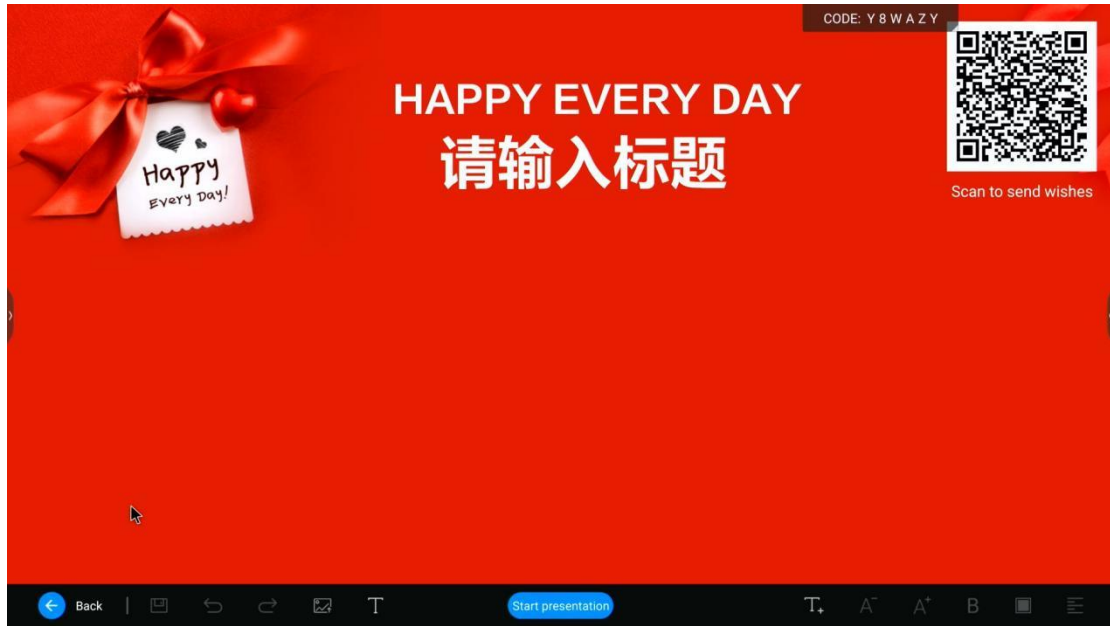 CODE: Y 8 W A Z Y
HAPPY EVERY DAY
请输入标题
Happy
Every Day!
Scan to send wishes
Back
T
Start presentation
T+
A-
A+
B